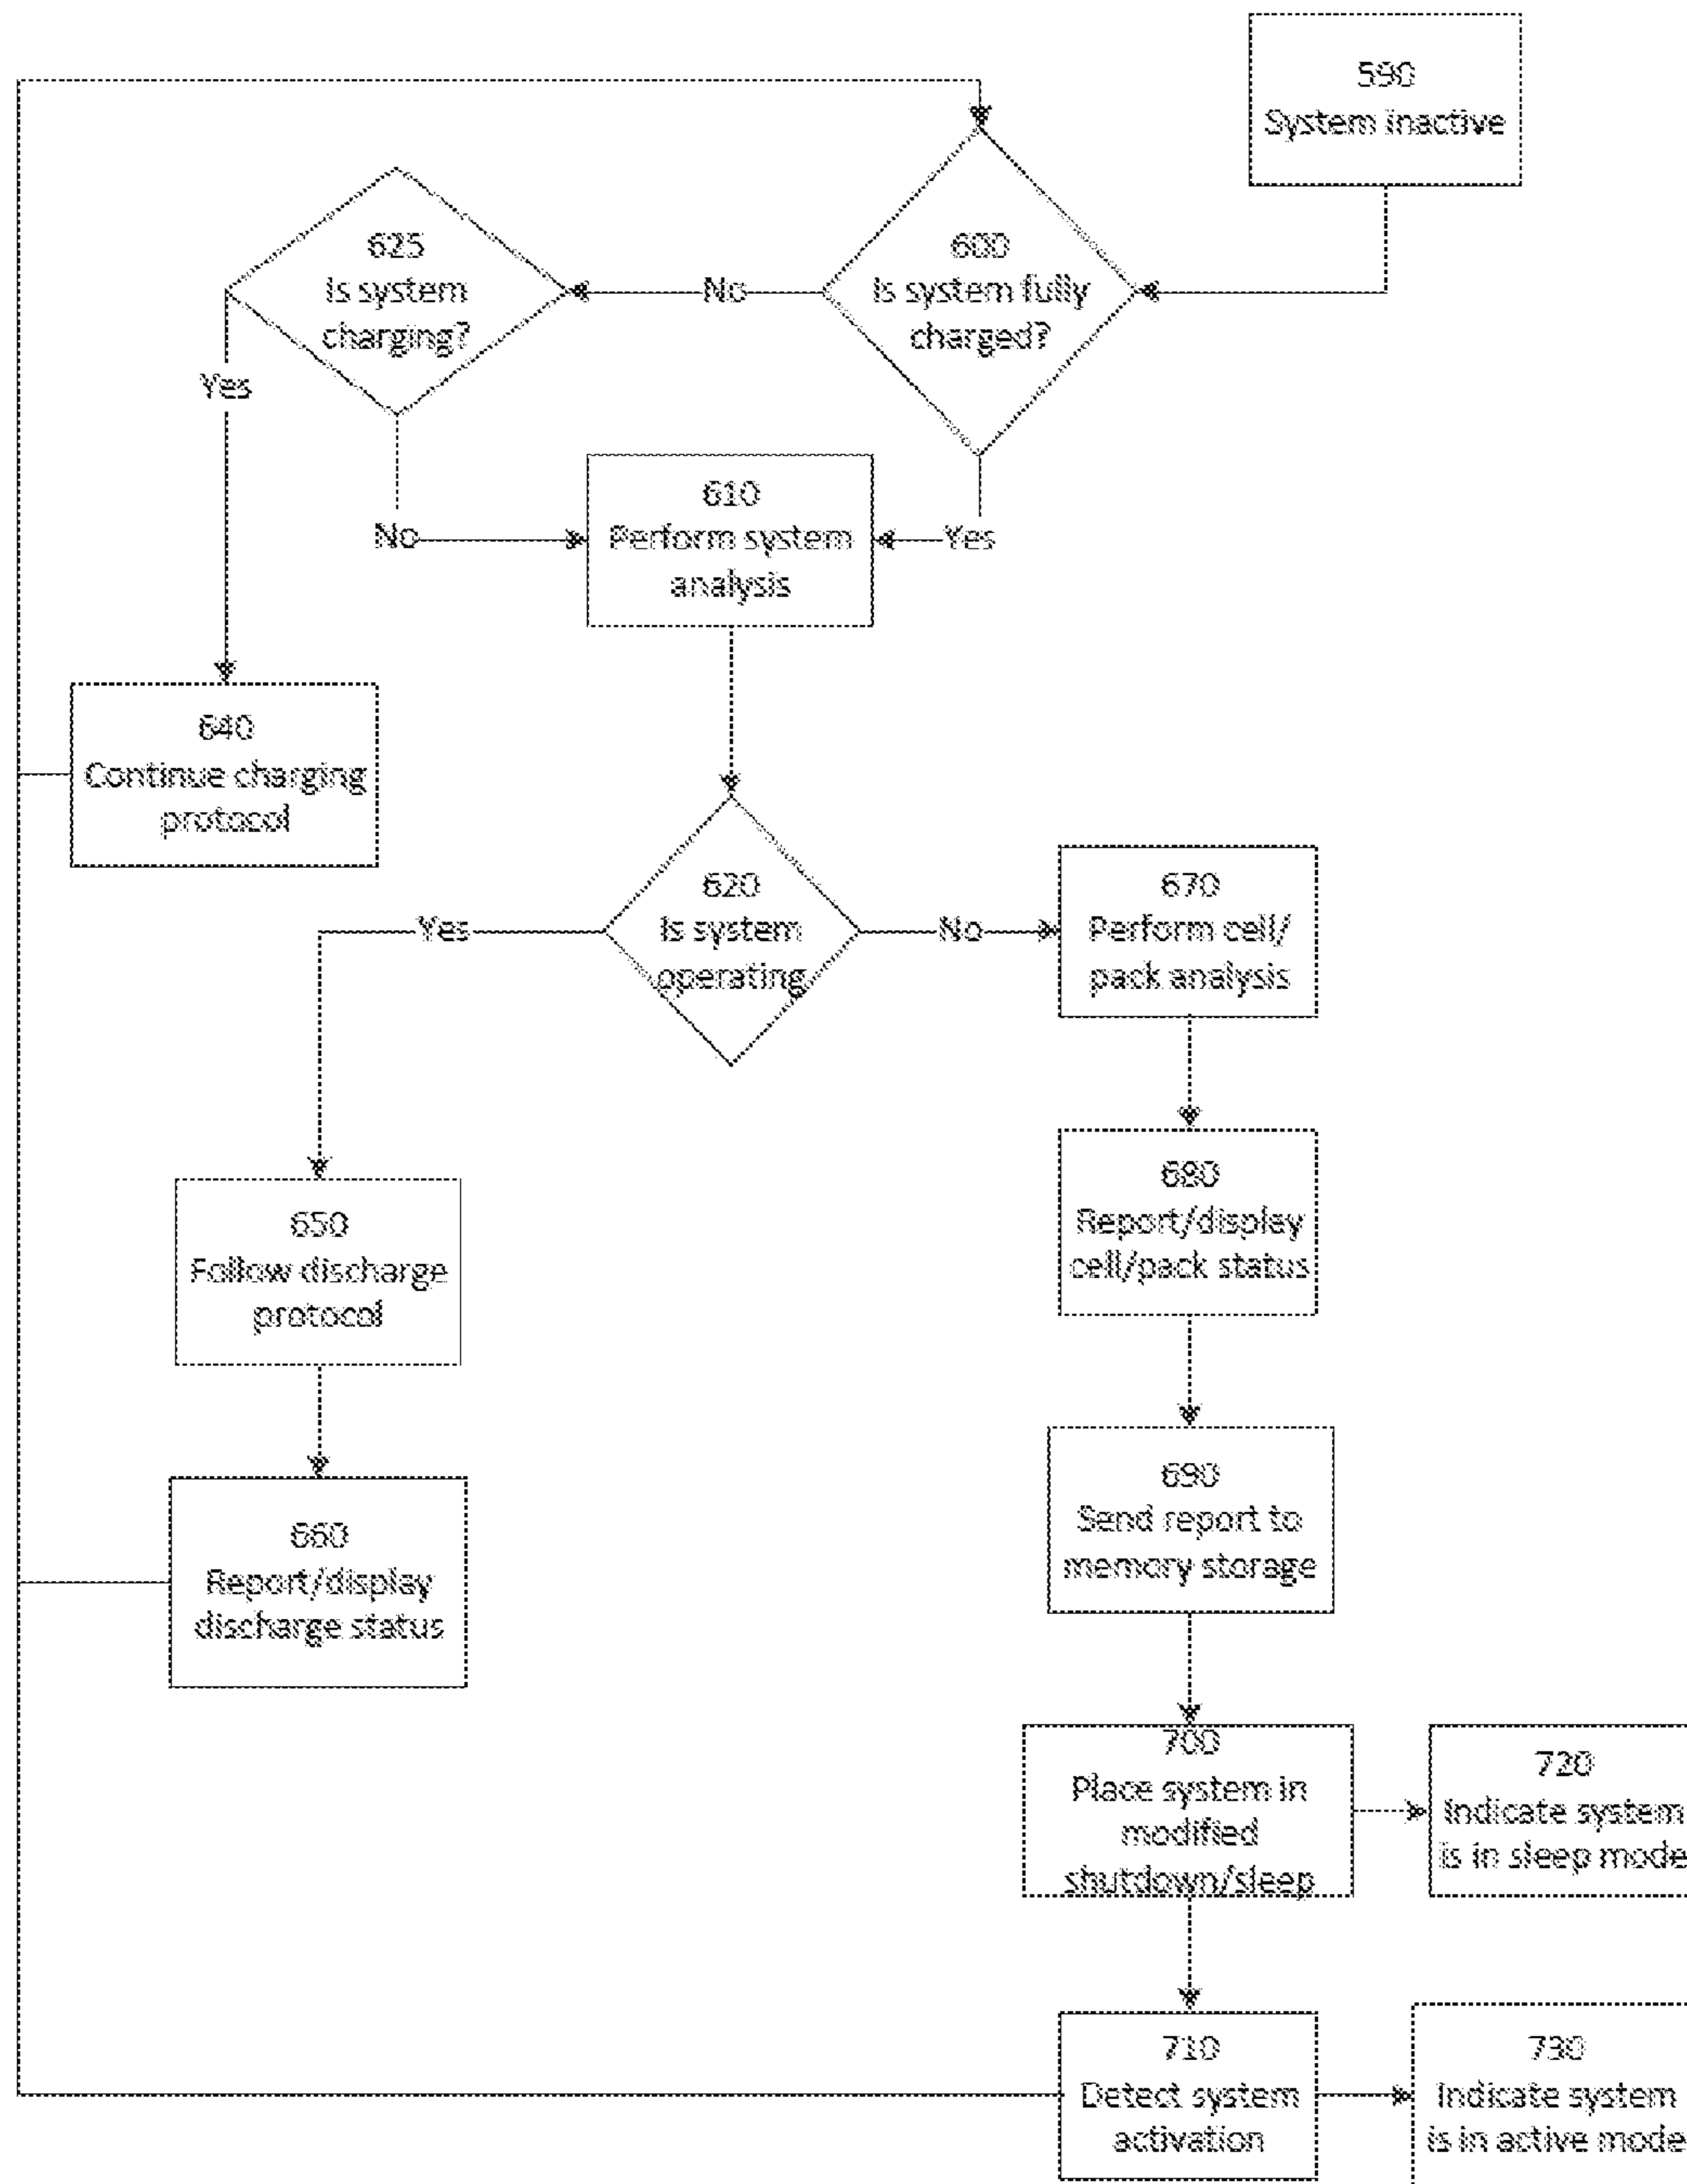 590
System inactive
600
Is system fully
charged?
No
625
Is system
charging?
Yes
No
Yes
610
Perform system
analysis
640
Continue charging
protocol
620
Is system
operating
Yes
No
670
Perform cell/
pack analysis
650
Follow discharge
protocol
680
Report/display
cell/pack status
660
Report/display
discharge status
690
Send report to
memory storage
700
Place system in
modified
shutdown/sleep
720
Indicate system
is in sleep mode
710
Detect system
activation
730
Indicate system
is in active mode